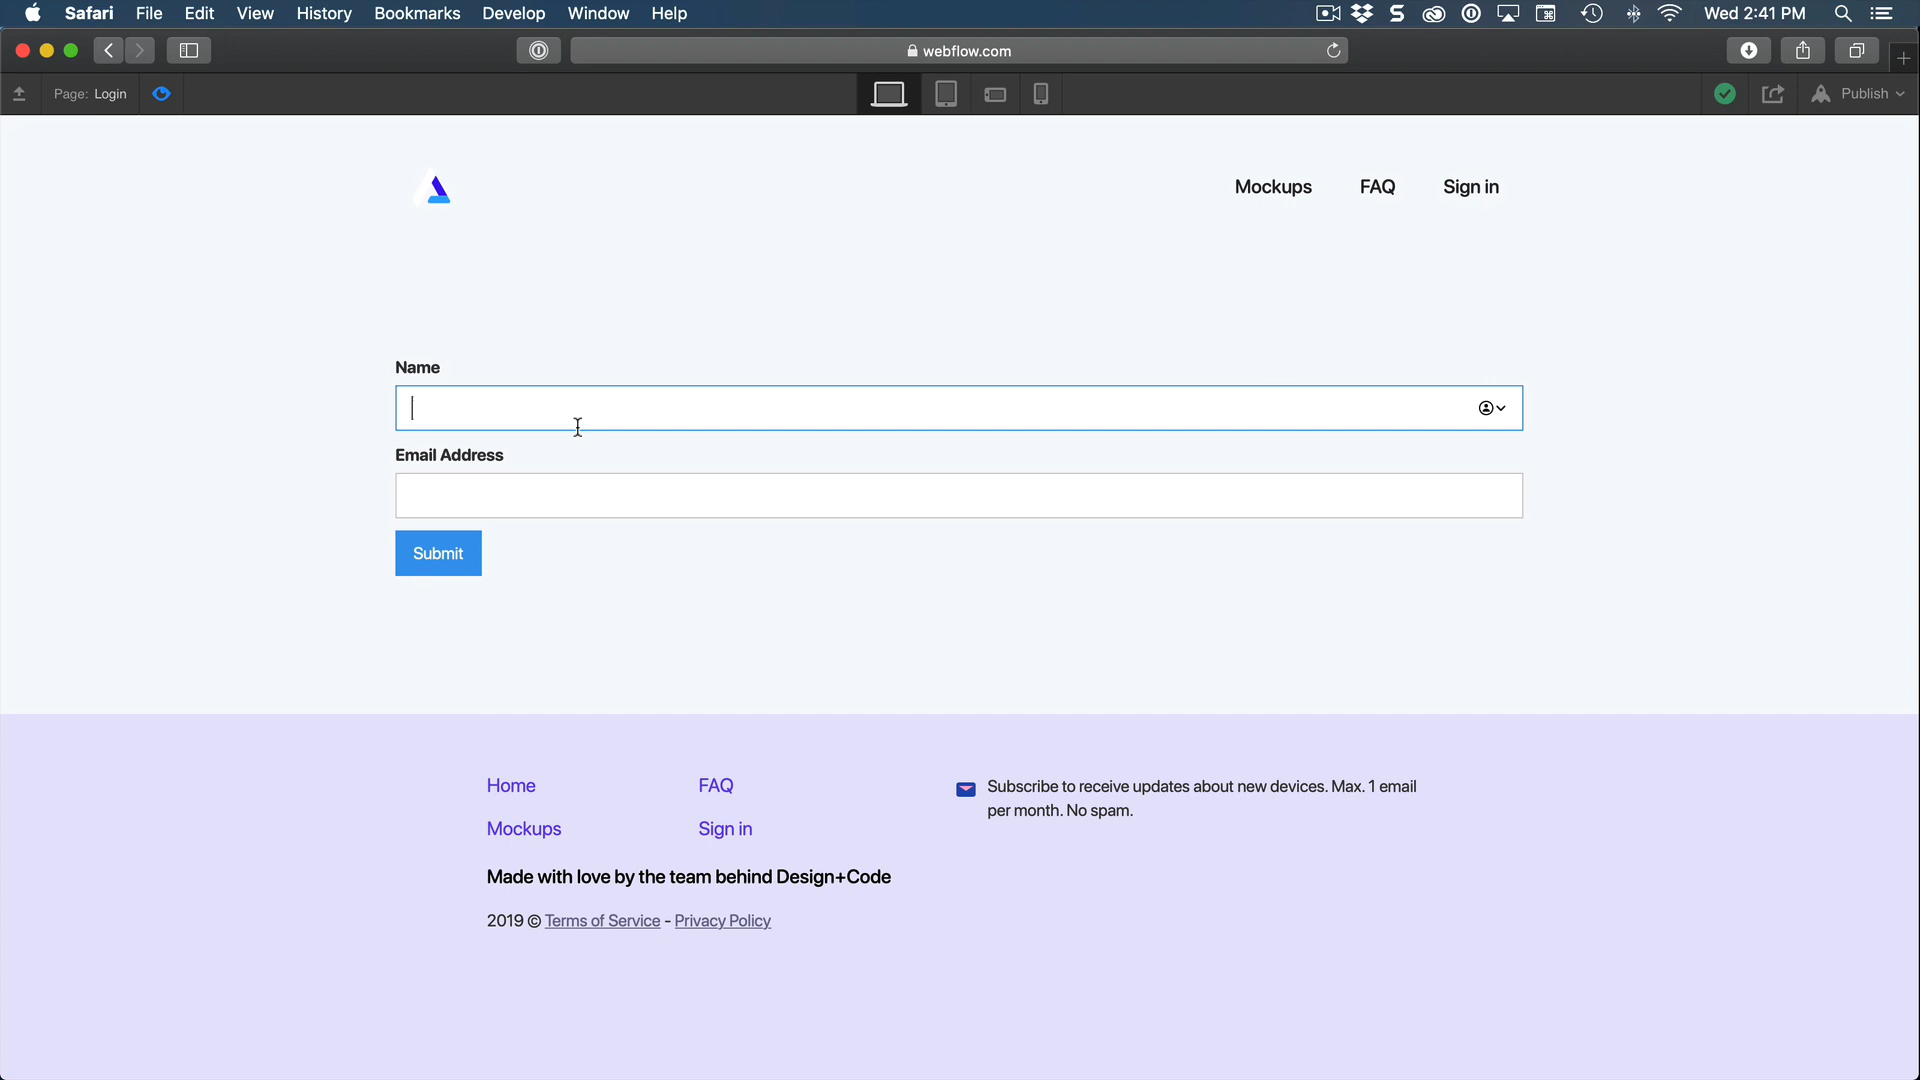 Safari File Edit View History Bookmarks Develop Window Help Wed 2:41 PM
webflow.com
Page: Login Publish
Mockups FAQ Sign in
Name
Email Address
Submit
Home FAQ
Mockups Sign in
Subscribe to receive updates about new devices. Max. 1 email
per month. No spam.
Made with love by the team behind Design+Code
2019 © Terms of Service - Privacy Policy